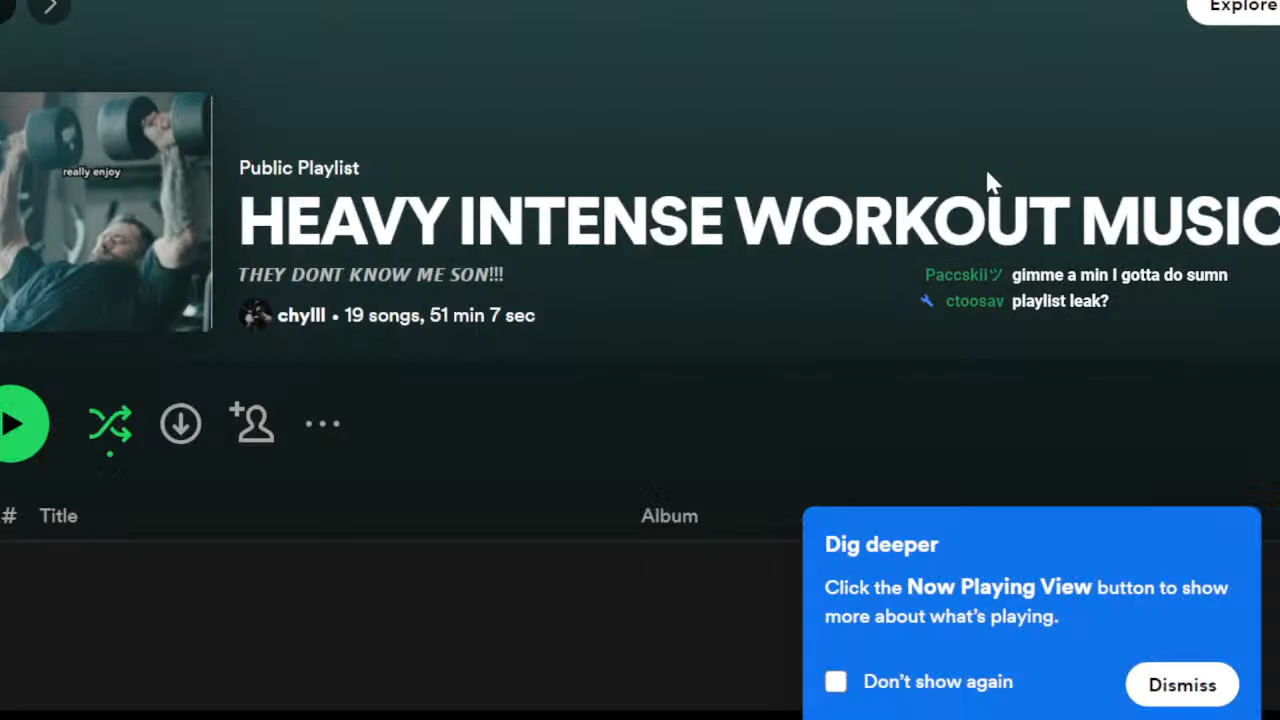 Explore
really enjoy
Public Playlist
HEAVY INTENSE WORKOUT MUSIC
THEY DONT KNOW ME SON!!!
Paccskiiツ gimme a min I gotta do sumn
ctoosav playlist leak?
chylll • 19 songs, 51 min 7 sec
# Title Album
Dig deeper
Click the Now Playing View button to show
more about what's playing.
Don't show again
Dismiss